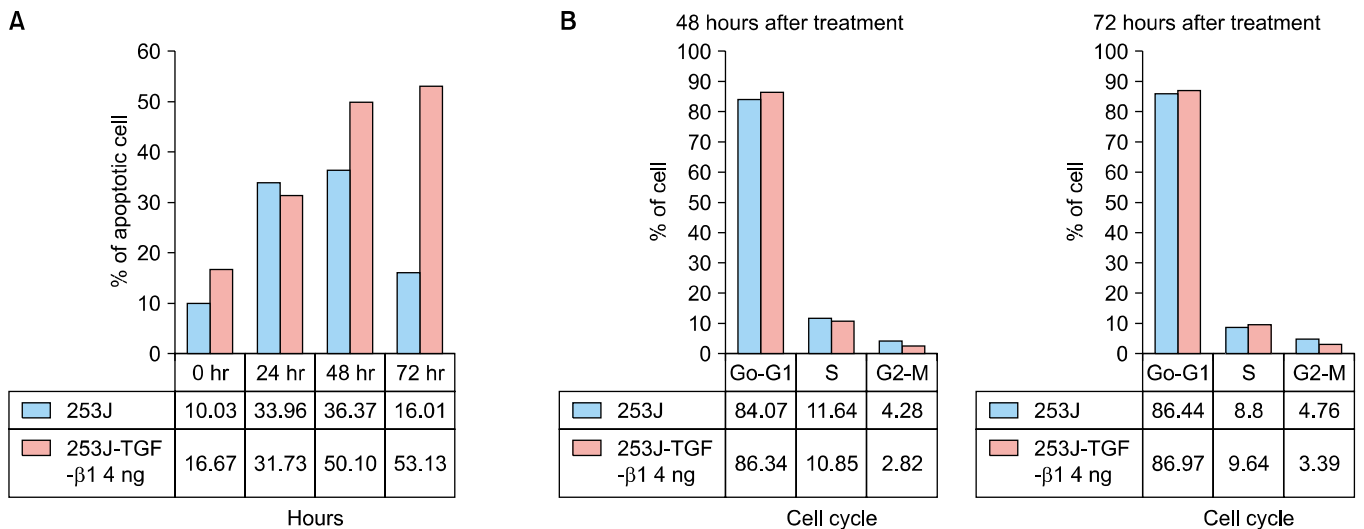 A
% of apoptotic cell
60
50
40
30
20
10
0
0 hr 24 hr 48 hr 72 hr
253J 10.03 33.96 36.37 16.01
253J-TGF
-β1 4 ng 16.67 31.73 50.10 53.13
Hours
B
48 hours after treatment
% of cell
100
90
80
70
60
50
40
30
20
10
0
Go-G1 S G2-M
253J 84.07 11.64 4.28
253J-TGF
-β1 4 ng 86.34 10.85 2.82
Cell cycle
72 hours after treatment
% of cell
100
90
80
70
60
50
40
30
20
10
0
Go-G1 S G2-M
253J 86.44 8.8 4.76
253J-TGF
-β1 4 ng 86.97 9.64 3.39
Cell cycle